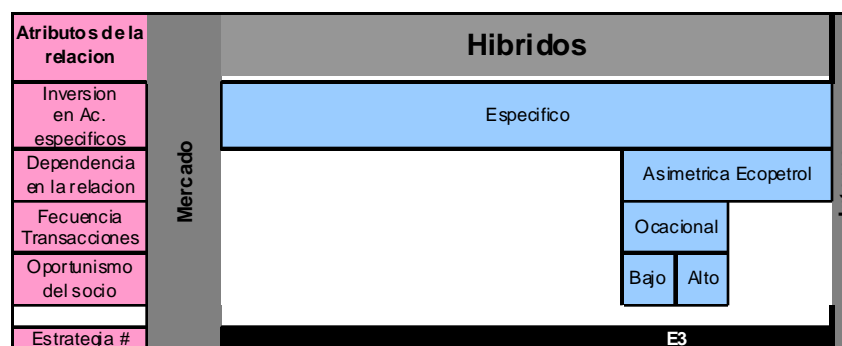 Atributos de la
relacion
Hibridos
Mercado
Inversion
en Ac.
especificos
Especifico
Dependencia
en la relacion
Asimetrica Ecopetrol
Fecuencia
Transacciones
Ocacional
Oportunismo
del socio
Bajo
Alto
Estrategia #
E3